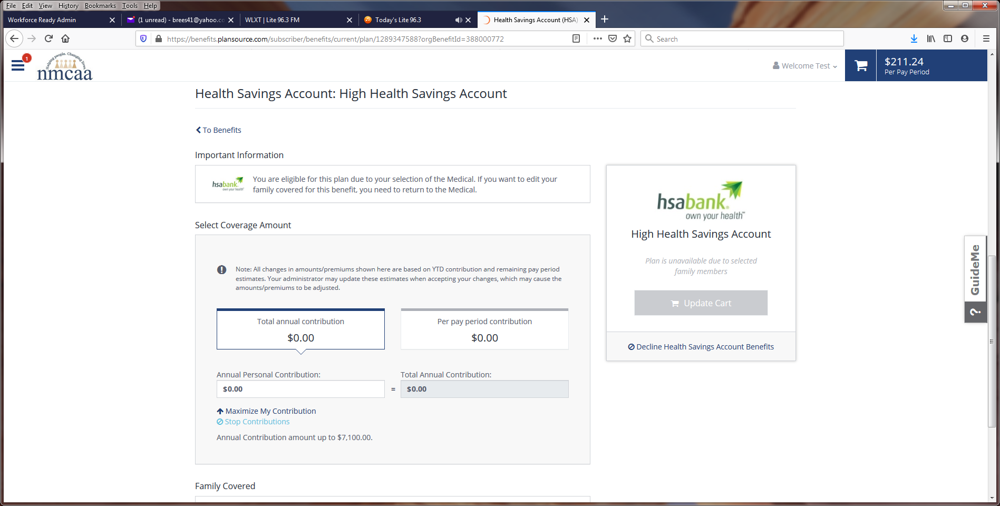 File Edit View History Bookmarks Tools Help
Workforce Ready Admin
(1 unread) - brees41@yahoo.co
WLXT | Lite 96.3 FM
Today's Lite 96.3
Health Savings Account (HSA)
https://benefits.plansource.com/subscriber/benefits/current/plan/1289347588?orgBenefitId=388000772
Search
1
Helping people. Changing lives.
nmcaa
Welcome Test
$211.24
Per Pay Period
Health Savings Account: High Health Savings Account
To Benefits
Important Information
hsabank
own your health
You are eligible for this plan due to your selection of the Medical. If you want to edit your
family covered for this benefit, you need to return to the Medical.
Select Coverage Amount
Note: All changes in amounts/premiums shown here are based on YTD contribution and remaining pay period
estimates. Your administrator may update these estimates when accepting your changes, which may cause the
amounts/premiums to be adjusted.
Total annual contribution
$0.00
Per pay period contribution
$0.00
Annual Personal Contribution:
$0.00
=
Total Annual Contribution:
$0.00
Maximize My Contribution
Stop Contributions
Annual Contribution amount up to $7,100.00.
Family Covered
hsabank®
own your health℠
High Health Savings Account
Plan is unavailable due to selected
family members
Update Cart
Decline Health Savings Account Benefits
GuideMe
?